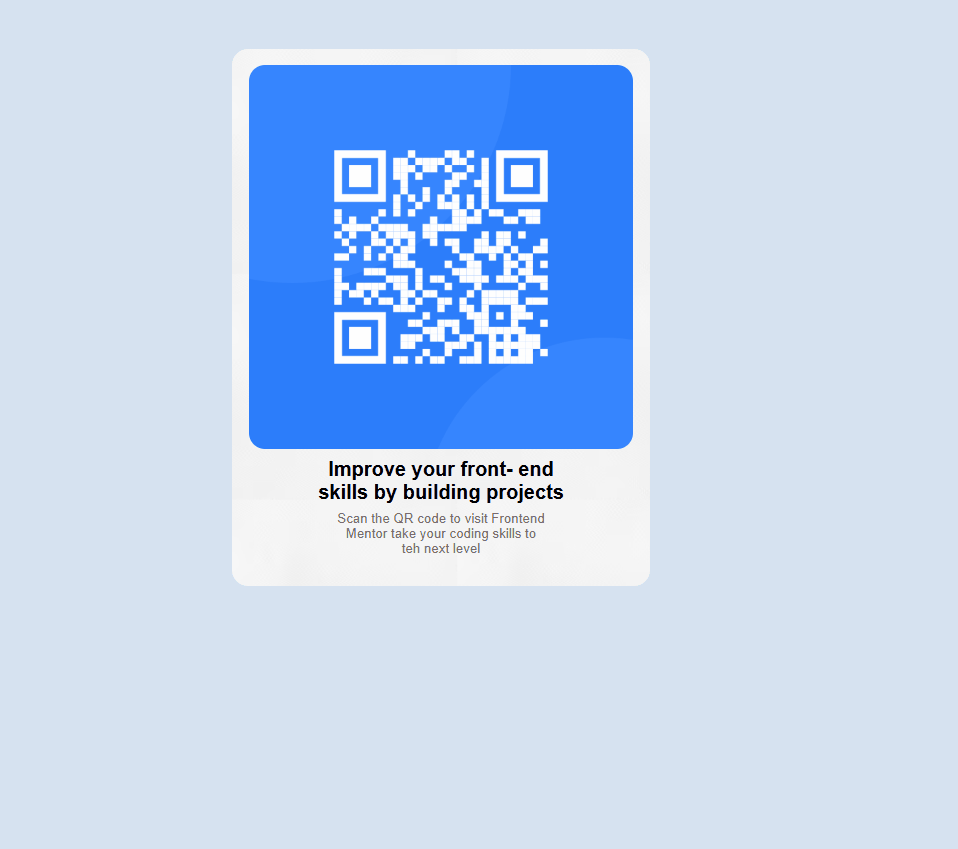 Improve your front- end
skills by building projects
Scan the QR code to visit Frontend
Mentor take your coding skills to
teh next level